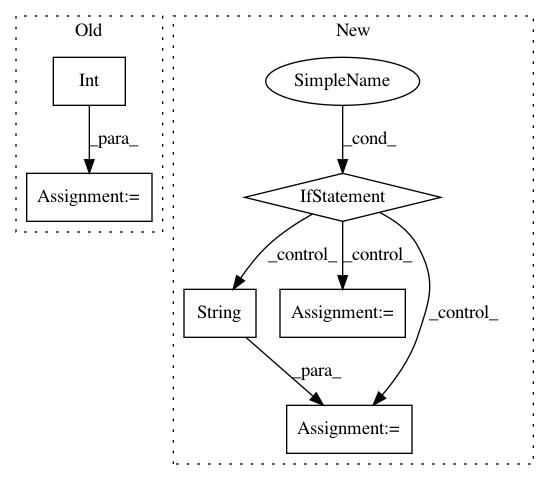 Old
New
Int
SimpleName
_para_
_cond_
Assignment:=
IfStatement
_control_
_control_
String
Assignment:=
_control_
_para_
Assignment:=